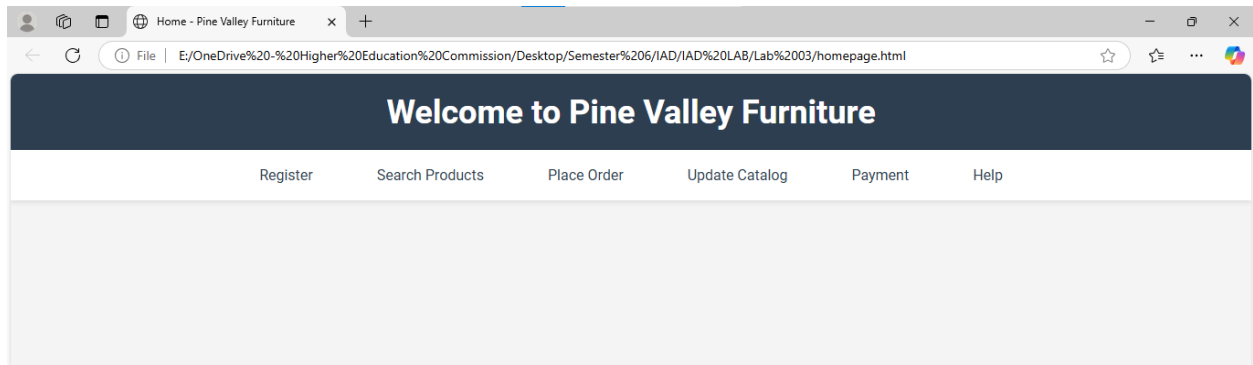 Home - Pine Valley Furniture
File E:/OneDrive%20-%20Higher%20Education%20Commission/Desktop/Semester%206/IAD/IAD%20LAB/Lab%2003/homepage.html
Welcome to Pine Valley Furniture
Register Search Products Place Order Update Catalog Payment Help